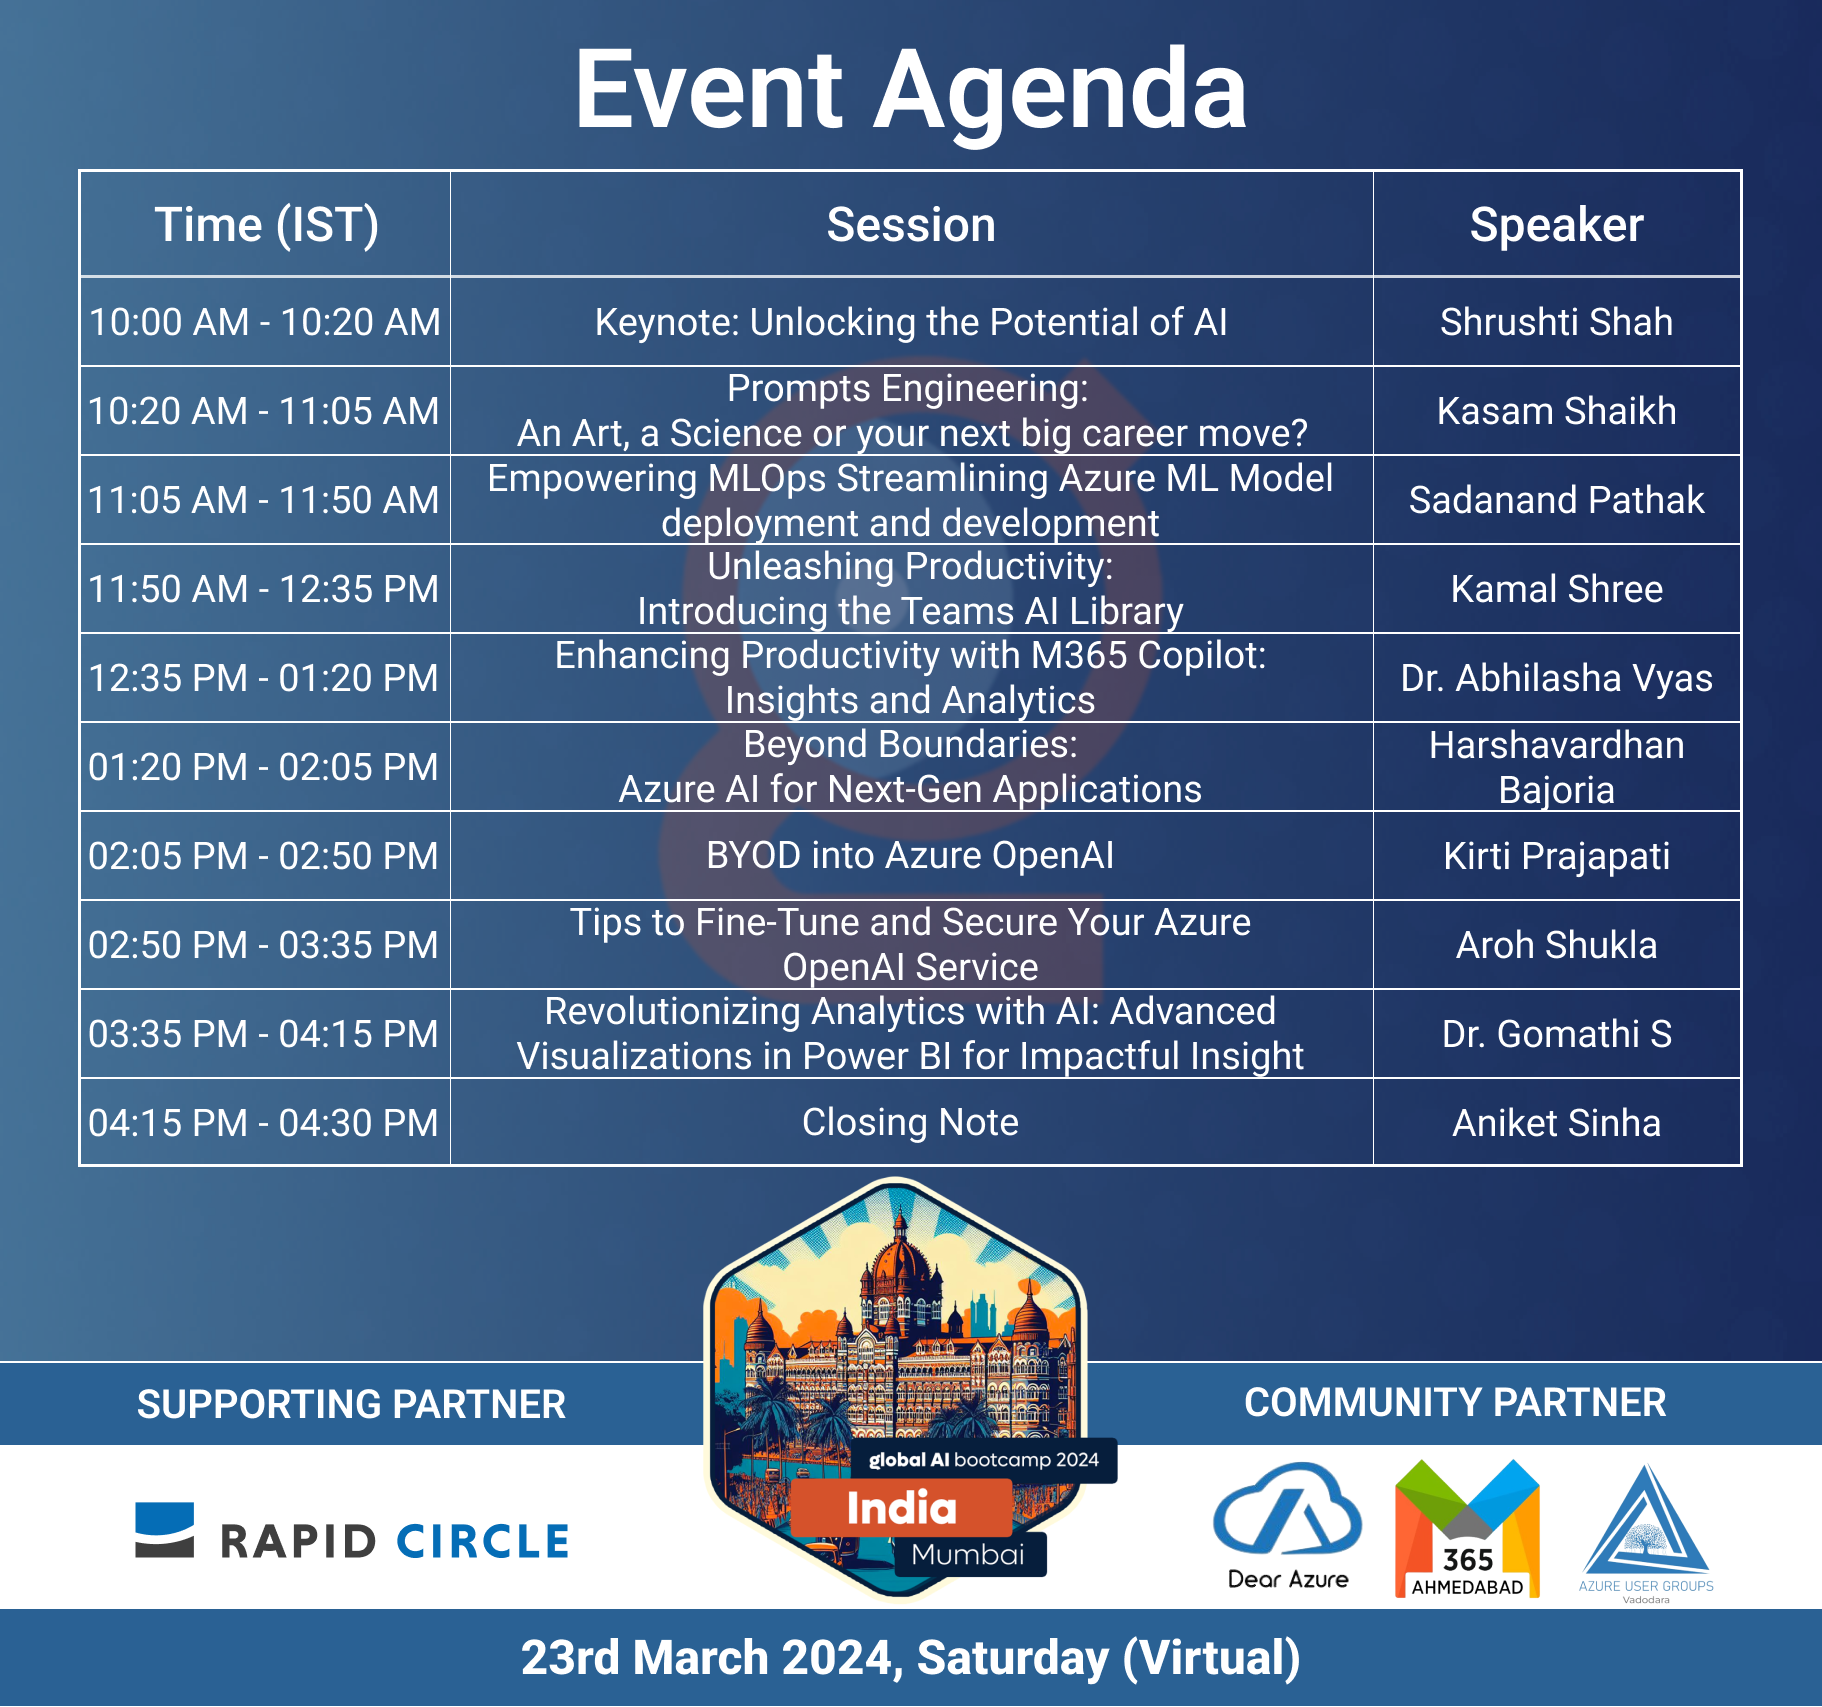 Event Agenda
Time (IST) Session Speaker
10:00 AM - 10:20 AM Keynote: Unlocking the Potential of AI Shrushti Shah
10:20 AM - 11:05 AM Prompts Engineering:
An Art, a Science or your next big career move? Kasam Shaikh
11:05 AM - 11:50 AM Empowering MLOps Streamlining Azure ML Model
deployment and development Sadanand Pathak
11:50 AM - 12:35 PM Unleashing Productivity:
Introducing the Teams AI Library Kamal Shree
12:35 PM - 01:20 PM Enhancing Productivity with M365 Copilot:
Insights and Analytics Dr. Abhilasha Vyas
01:20 PM - 02:05 PM Beyond Boundaries:
Azure AI for Next-Gen Applications Harshavardhan
Bajoria
02:05 PM - 02:50 PM BYOD into Azure OpenAI Kirti Prajapati
02:50 PM - 03:35 PM Tips to Fine-Tune and Secure Your Azure
OpenAI Service Aroh Shukla
03:35 PM - 04:15 PM Revolutionizing Analytics with AI: Advanced
Visualizations in Power BI for Impactful Insight Dr. Gomathi S
04:15 PM - 04:30 PM Closing Note Aniket Sinha
SUPPORTING PARTNER
RAPID CIRCLE
global AI bootcamp 2024
India
Mumbai
COMMUNITY PARTNER
Dear Azure
365
AHMEDABAD
AZURE USER GROUPS
Vadodara
23rd March 2024, Saturday (Virtual)